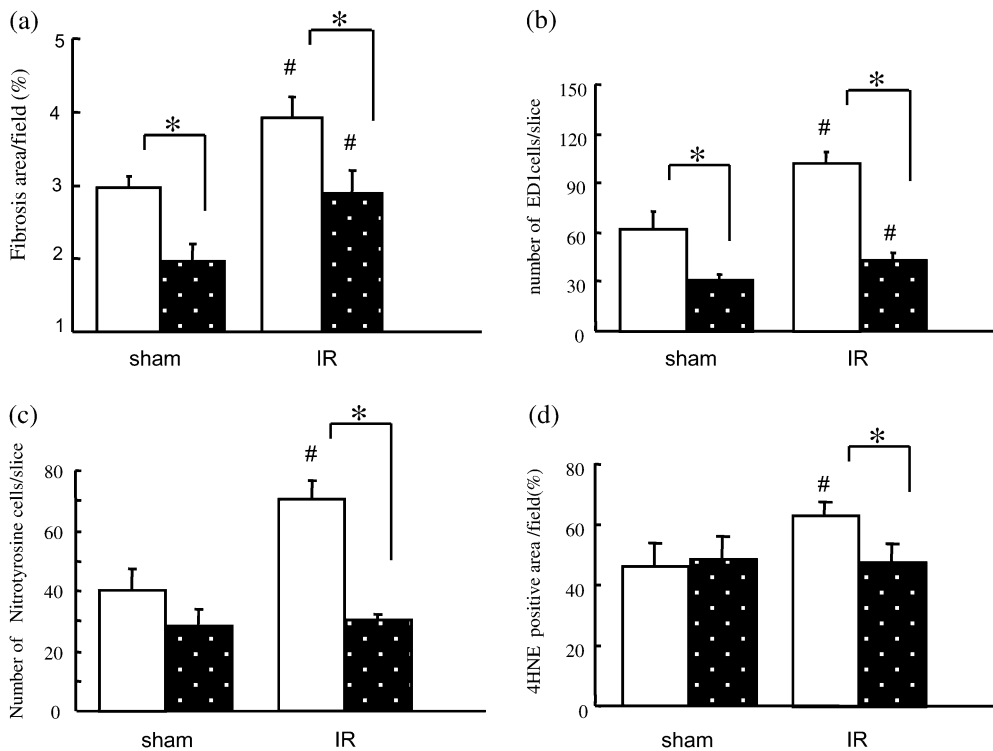 (a)
Fibrosis area/field (%)
5
4
3
2
1
*
#
*
#
sham
IR
(b)
number of ED1cells/slice
150
120
90
60
30
0
*
#
*
#
sham
IR
(c)
Number of Nitrotyrosine cells/slice
80
60
40
20
0
#
*
sham
IR
(d)
4HNE positive area /field(%)
80
60
40
20
0
#
*
sham
IR